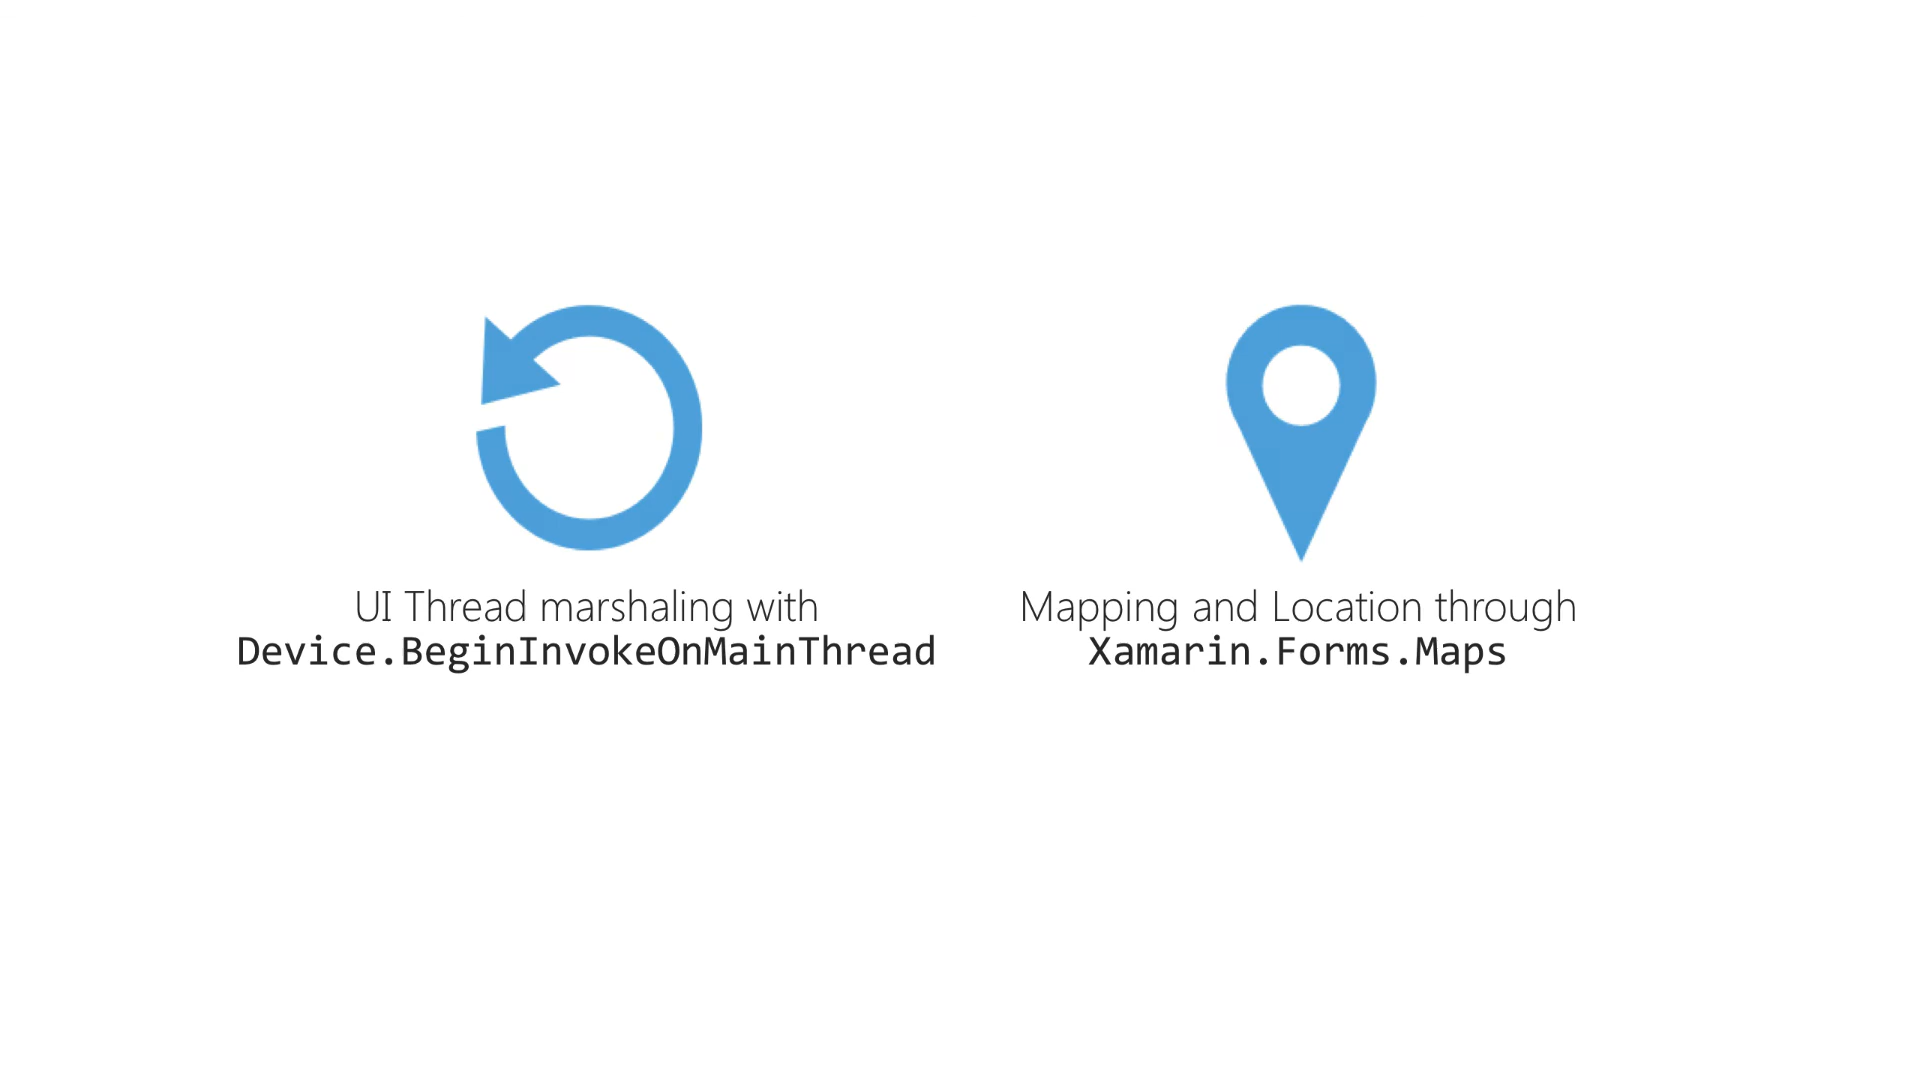 UI Thread marshaling with
Device.BeginInvokeOnMainThread
Mapping and Location through
Xamarin.Forms.Maps